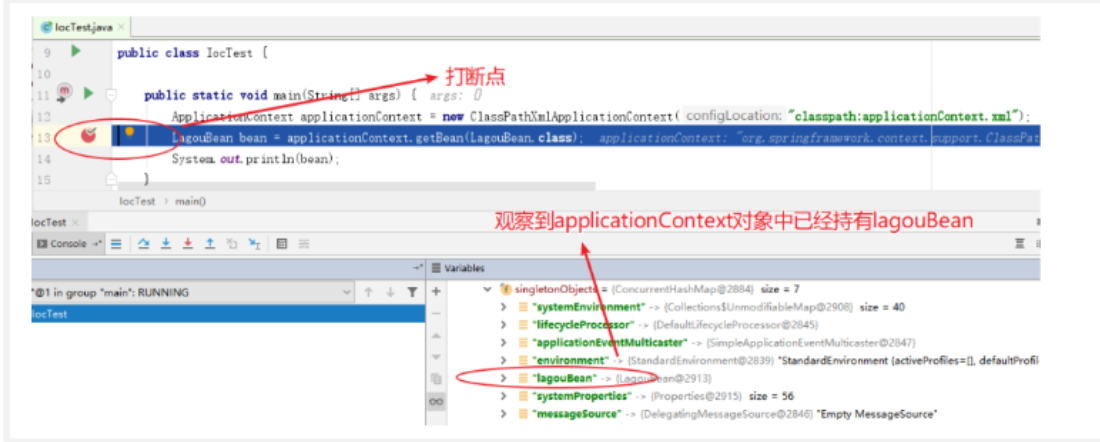 IocTest.java ×
9 public class IocTest {
10 打断点
11 public static void main(String[] args) { args: {}
12 ApplicationContext applicationContext = new ClassPathXmlApplicationContext( configLocation: "classpath:applicationContext.xml");
13 LagouBean bean = applicationContext.getBean(LagouBean.class); applicationContext: "org.springframework.context.support.ClassPat
14 System.out.println(bean);
15 }
IocTest > main()
IocTest ×
观察到applicationContext对象中已经持有lagouBean
Console
Variables
"@1 in group "main": RUNNING
IocTest
singletonObjects = {ConcurrentHashMap@2884} size = 7
"systemEnvironment" -> {Collections$UnmodifiableMap@2908} size = 40
"lifecycleProcessor" -> {DefaultLifecycleProcessor@2845}
"applicationEventMulticaster" -> {SimpleApplicationEventMulticaster@2847}
"environment" -> {StandardEnvironment@2839} "StandardEnvironment {activeProfiles=[], defaultProfil
"lagouBean" -> {LagouBean@2913}
"systemProperties" -> {Properties@2915} size = 56
"messageSource" -> {DelegatingMessageSource@2846} "Empty MessageSource"